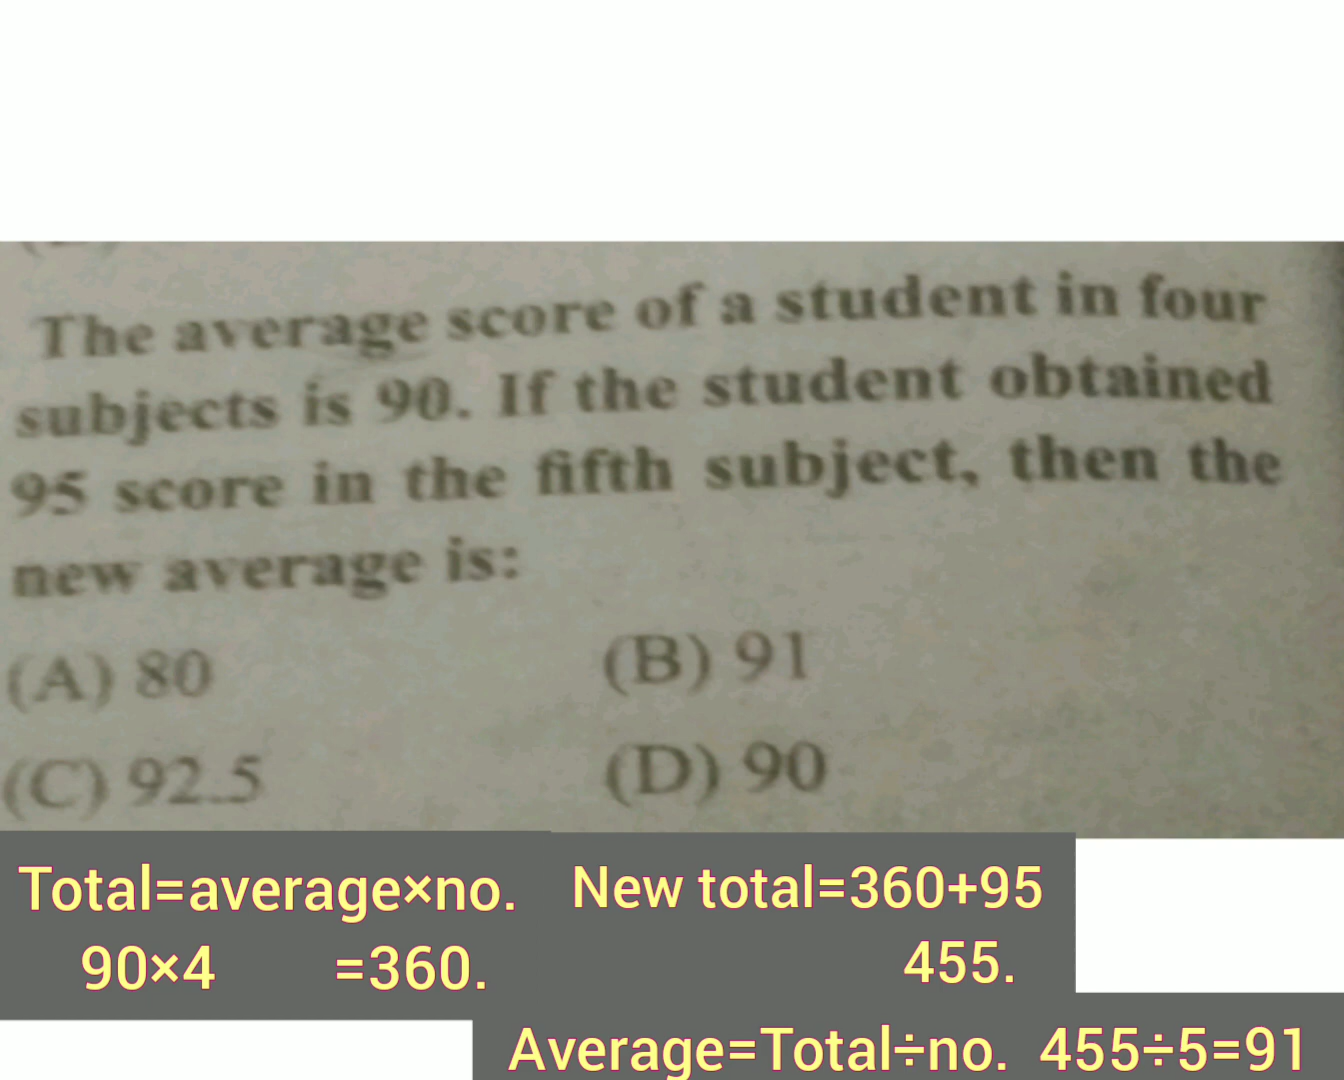 The average score of a student in four
subjects is 90. If the student obtained
95 score in the fifth subject, then the
new average is:
(A) 80 (B) 91
(C) 92.5 (D) 90
Total=average×no. New total=360+95
90×4 =360. 455.
Average=Total÷no. 455÷5=91